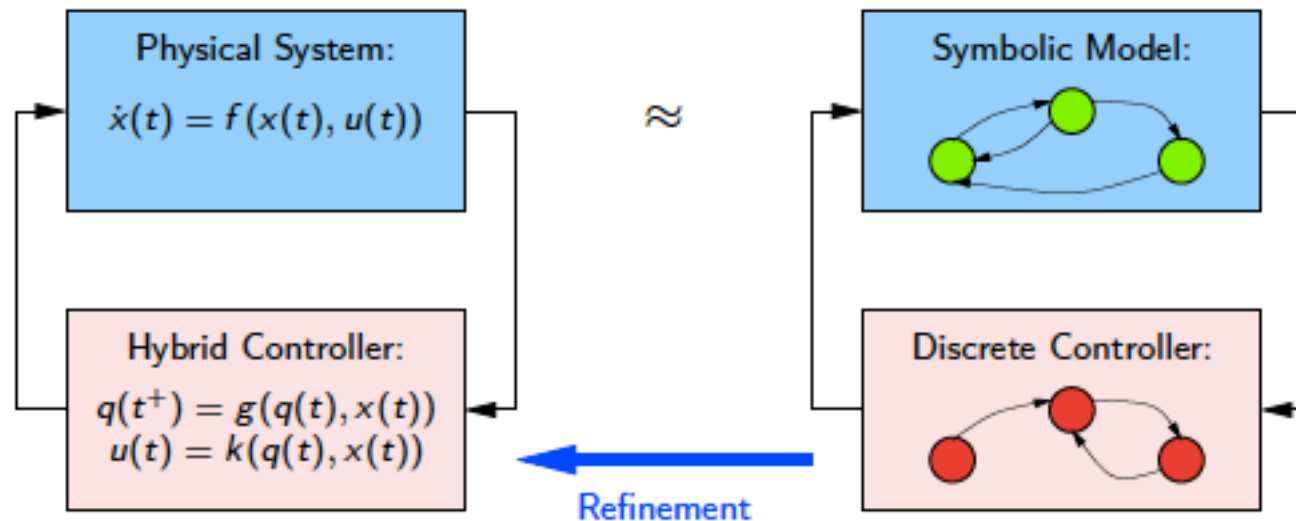 Physical System:
ẋ(t) = f(x(t), u(t))
≈
Symbolic Model:
Hybrid Controller:
q(t⁺) = g(q(t), x(t))
u(t) = k(q(t), x(t))
Discrete Controller:
Refinement